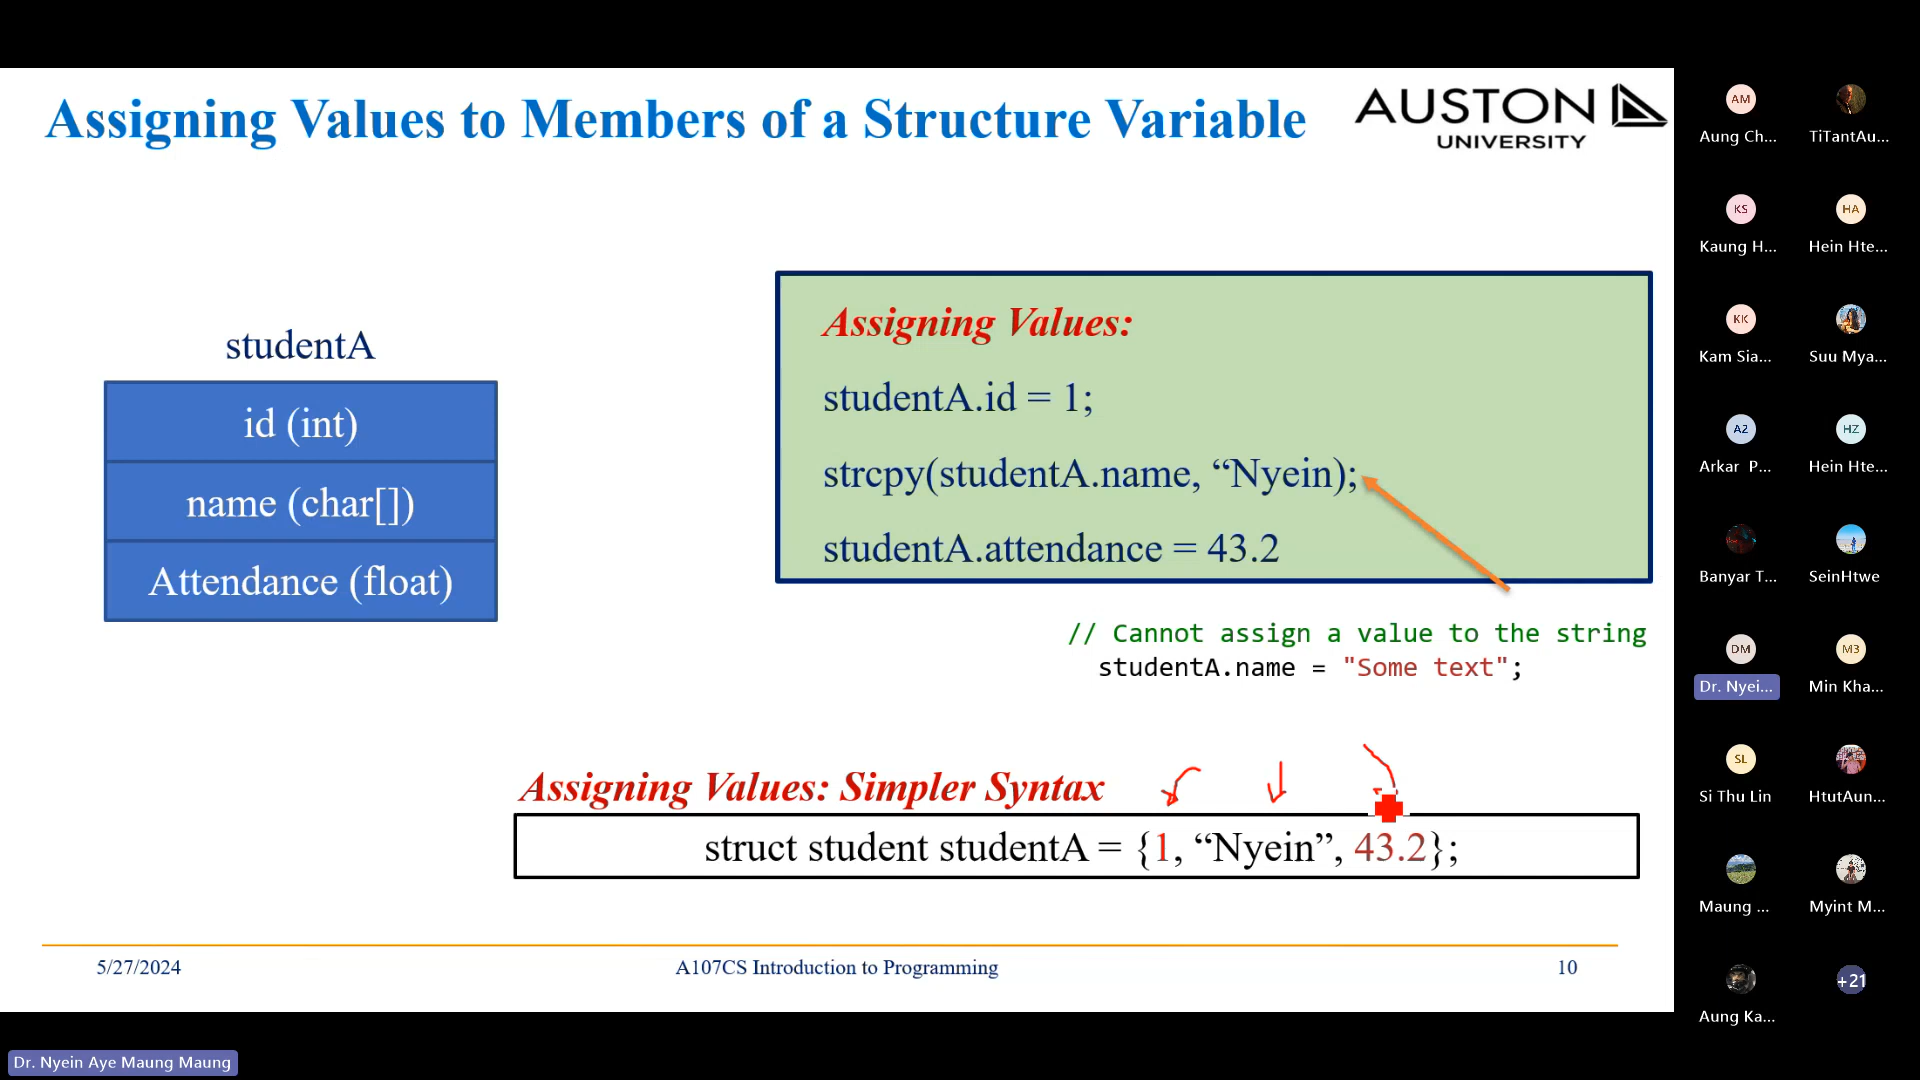 Assigning Values to Members of a Structure Variable
AUSTON
UNIVERSITY
studentA
id (int)
name (char[])
Attendance (float)
Assigning Values:
studentA.id = 1;
strcpy(studentA.name, “Nyein);
studentA.attendance = 43.2
// Cannot assign a value to the string
studentA.name = "Some text";
Assigning Values: Simpler Syntax
struct student studentA = {1, “Nyein”, 43.2};
5/27/2024
A107CS Introduction to Programming
10
AM
Aung Ch...
TiTantAu...
KS
Kaung H...
HA
Hein Hte...
KK
Kam Sia...
Suu Mya...
A2
Arkar P...
HZ
Hein Hte...
Banyar T...
SeinHtwe
DM
Dr. Nyei...
M3
Min Kha...
SL
Si Thu Lin
HtutAun...
Maung ...
Myint M...
Aung Ka...
+21
Dr. Nyein Aye Maung Maung